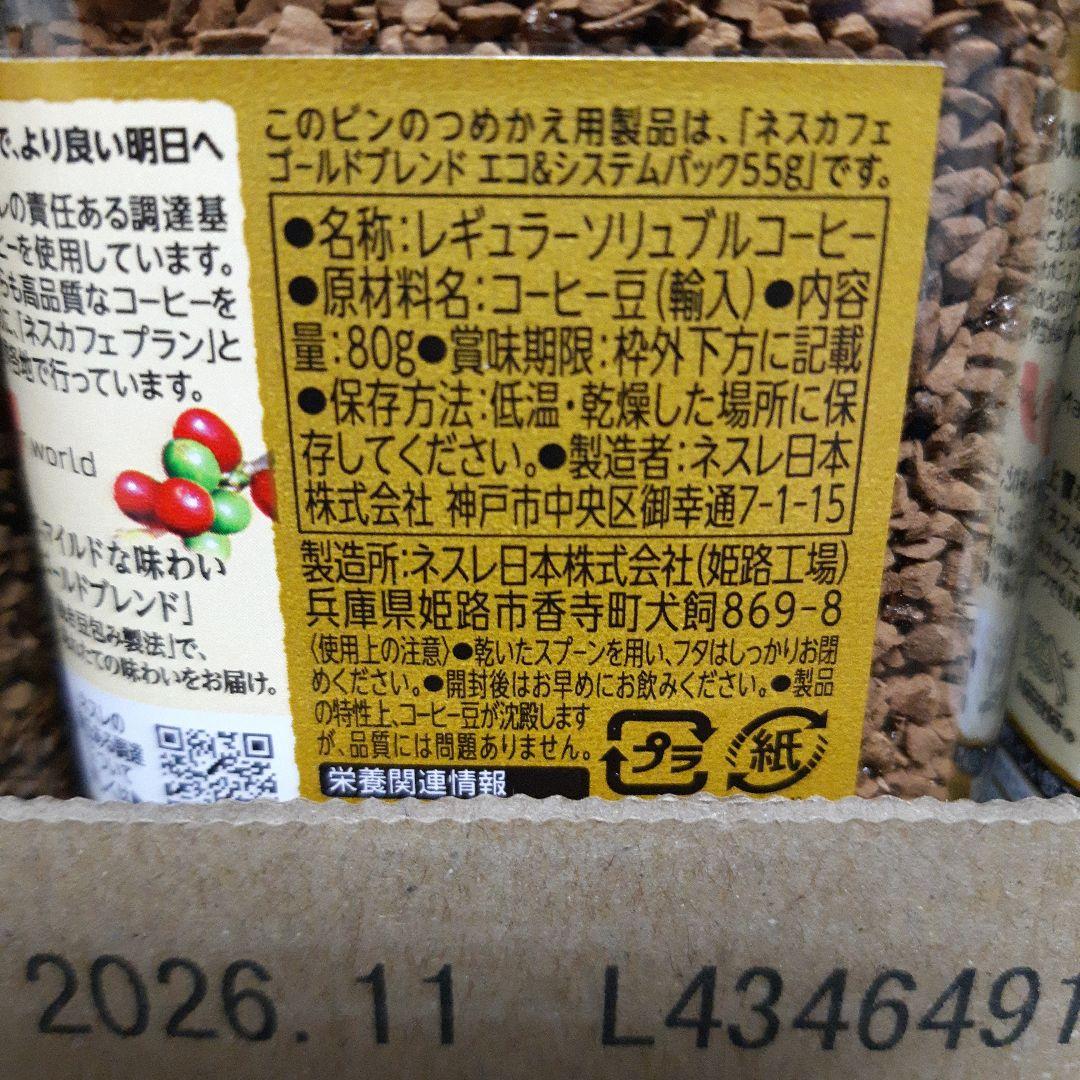 で、より良い明日へ
レの責任ある調達基
ーを使用しています。
も高品質なコーヒーを
「ネスカフェ プラン」と
地で行っています。
world
マイルドな味わい
ールドブレンド」
豆包み製法」で、
たての味わいをお届け。
このビンのつめかえ用製品は、「ネスカフェ
ゴールドブレンド エコ&システムパック55g」です。
●名称:レギュラーソリュブルコーヒー
●原材料名:コーヒー豆(輸入)●内容
量:80g●賞味期限:枠外下方に記載
●保存方法:低温・乾燥した場所に保
存してください。●製造者:ネスレ日本
株式会社 神戸市中央区御幸通7-1-15
製造所:ネスレ日本株式会社(姫路工場)
兵庫県姫路市香寺町犬飼869-8
〈使用上の注意〉●乾いたスプーンを用い、フタはしっかりお閉
めください。●開封後はお早めにお飲みください。●製品
の特性上、コーヒー豆が沈殿します
が、品質には問題ありません。
プラ
紙
栄養関連情報
2026.11 L4346491